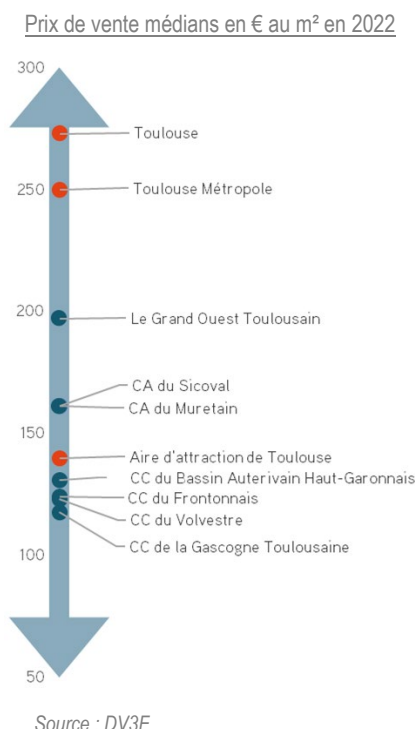 Prix de vente médians en € au m² en 2022
300
Toulouse
250
Toulouse Métropole
200
Le Grand Ouest Toulousain
CA du Sicoval
CA du Muretain
150
Aire d'attraction de Toulouse
CC du Bassin Auterivain Haut-Garonnais
CC du Frontonnais
CC du Volvestre
CC de la Gascogne Toulousaine
100
50
Source : DV3F